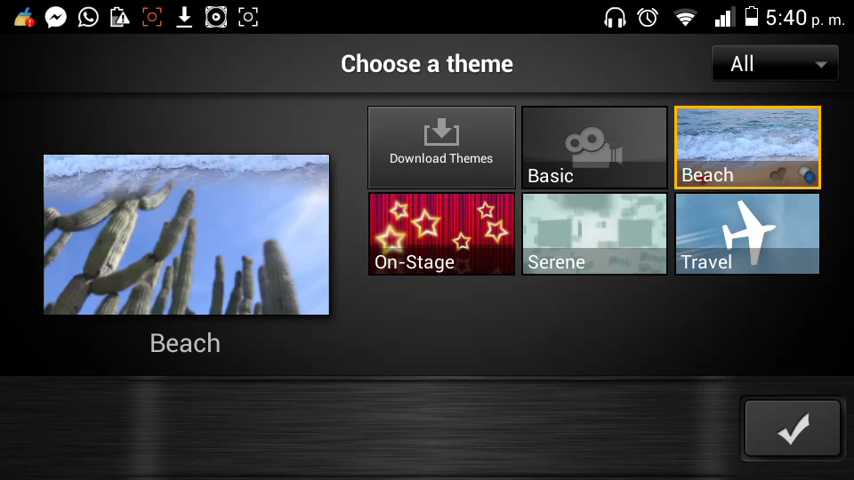 5:40 p. m.
Choose a theme
All
Download Themes
Basic
Beach
On-Stage
Serene
Travel
Beach